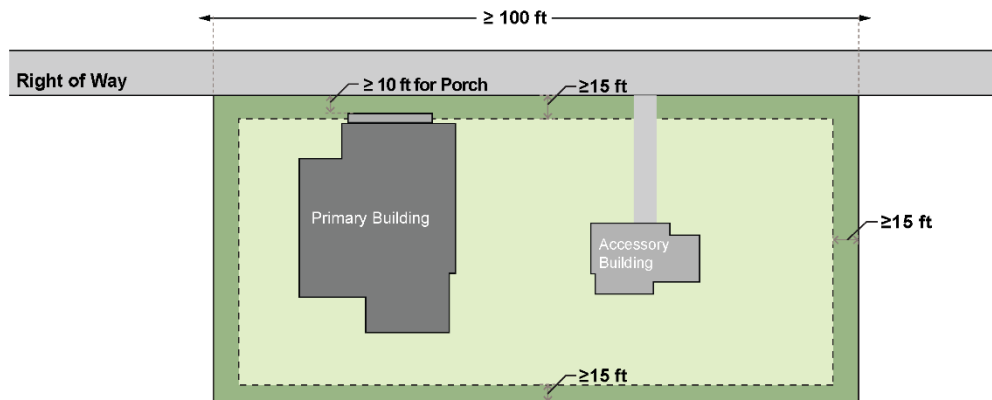 ≥ 100 ft
Right of Way
≥ 10 ft for Porch
≥15 ft
Primary Building
Accessory
Building
≥15 ft
≥15 ft